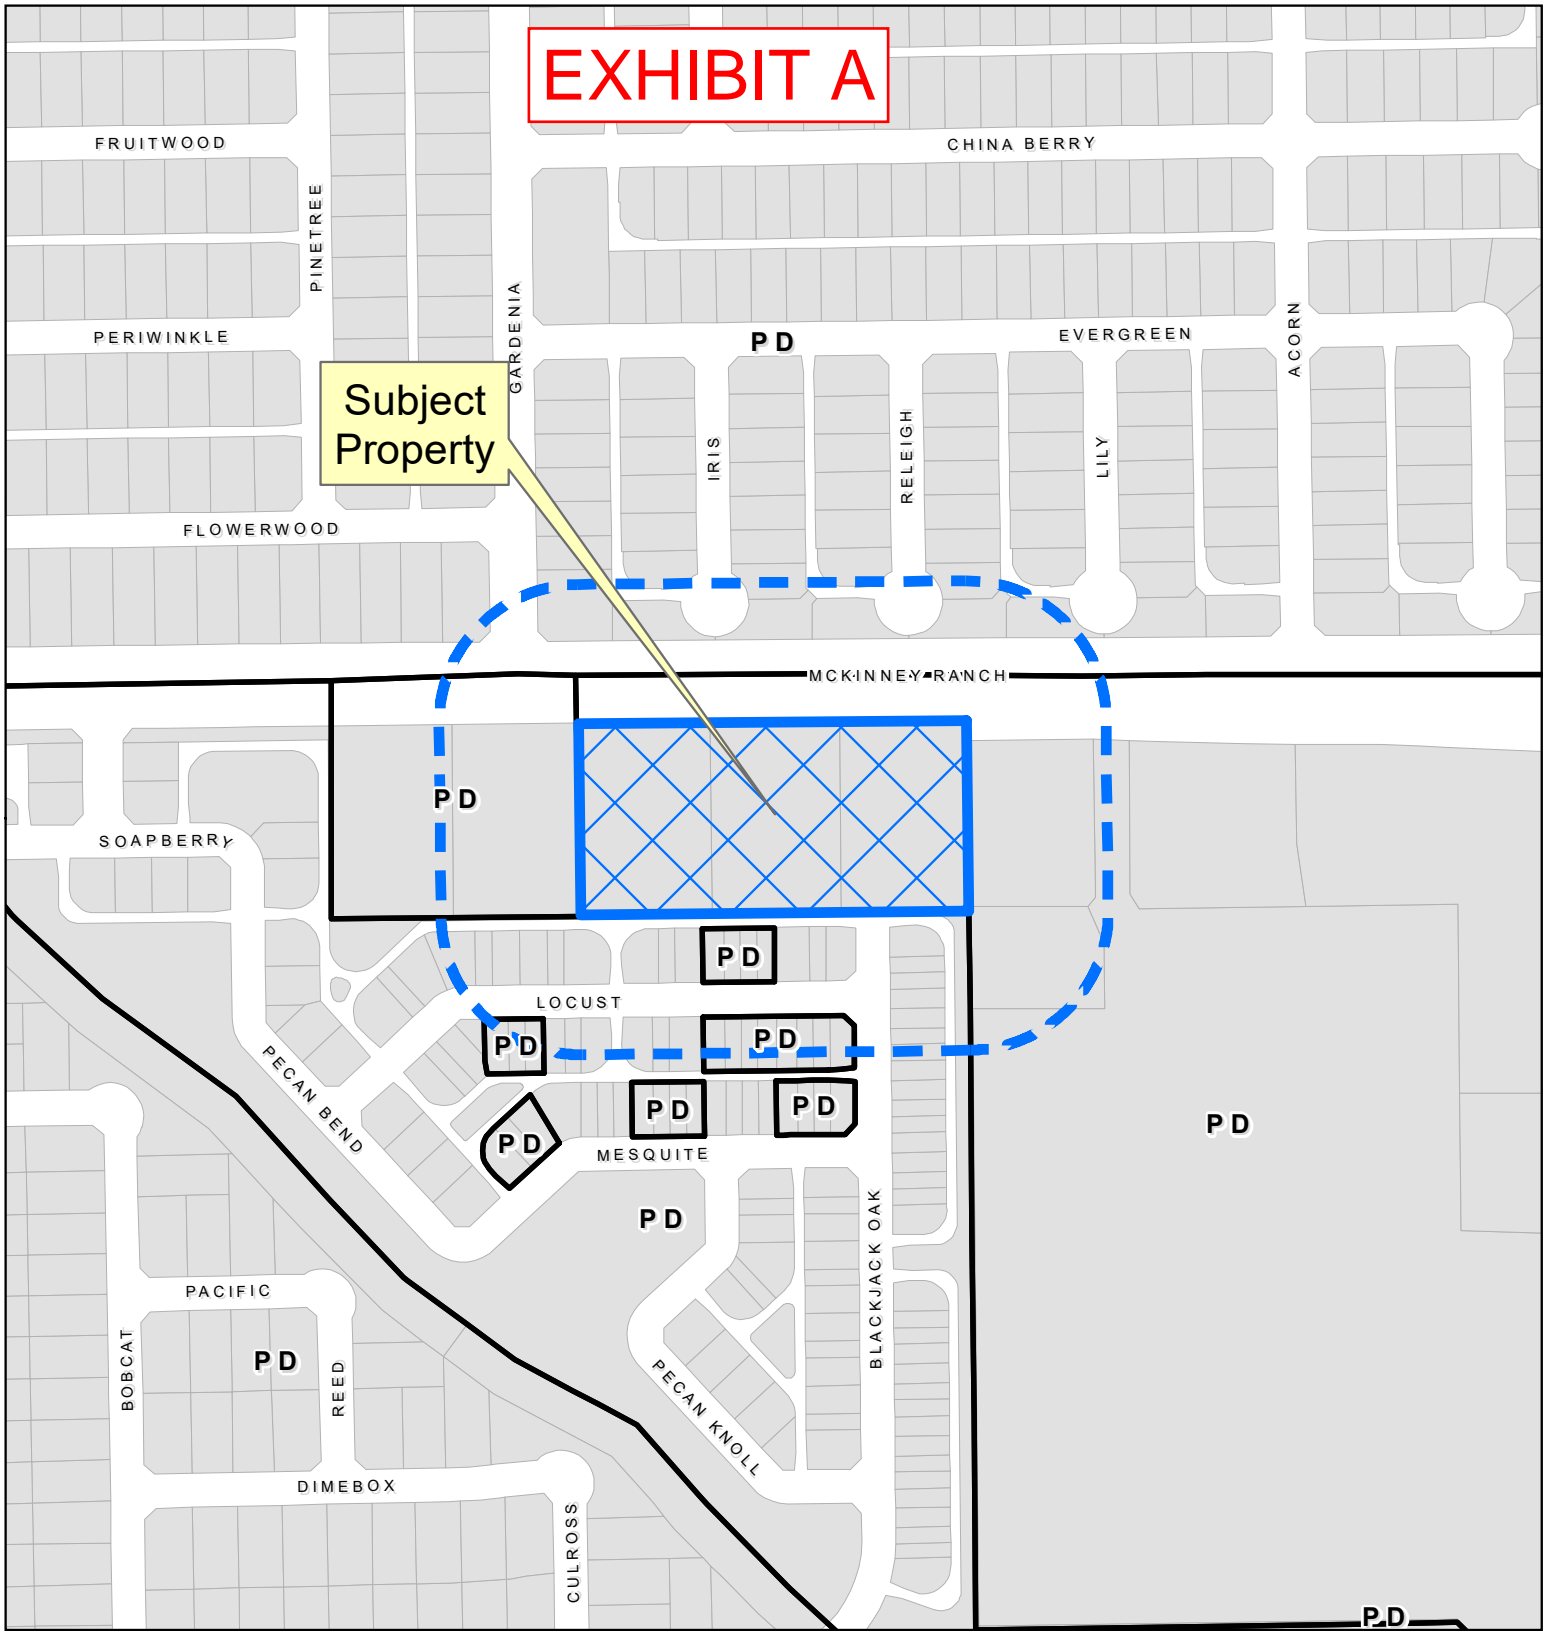 EXHIBIT A
FRUITWOOD
CHINA BERRY
PINETREE
GARDENIA
PERIWINKLE
PD
EVERGREEN
ACORN
Subject
Property
IRIS
RELEIGH
LILY
FLOWERWOOD
MCKINNEY RANCH
PD
SOAPBERRY
PD
LOCUST
PD
PD
PECAN BEND
PD
PD
PD
PD
MESQUITE
PD
BLACKJACK OAK
PACIFIC
BOBCAT
PD
REED
PECAN KNOLL
DIMEBOX
CULROSS
PD